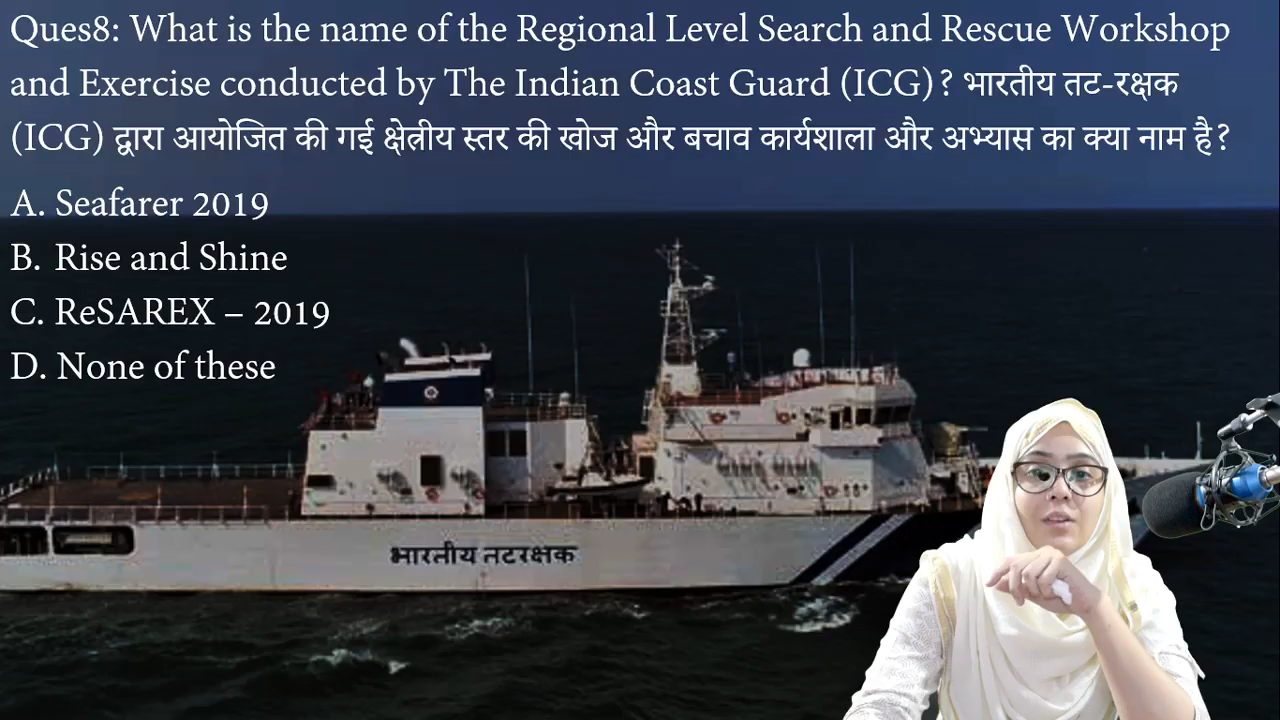 Ques8: What is the name of the Regional Level Search and Rescue Workshop
and Exercise conducted by The Indian Coast Guard (ICG)? भारतीय तट-रक्षक
(ICG) द्वारा आयोजित की गई क्षेत्रीय स्तर की खोज और बचाव कार्यशाला और अभ्यास का क्या नाम है?
A. Seafarer 2019
B. Rise and Shine
C. ReSAREX – 2019
D. None of these
भारतीय तटरक्षक